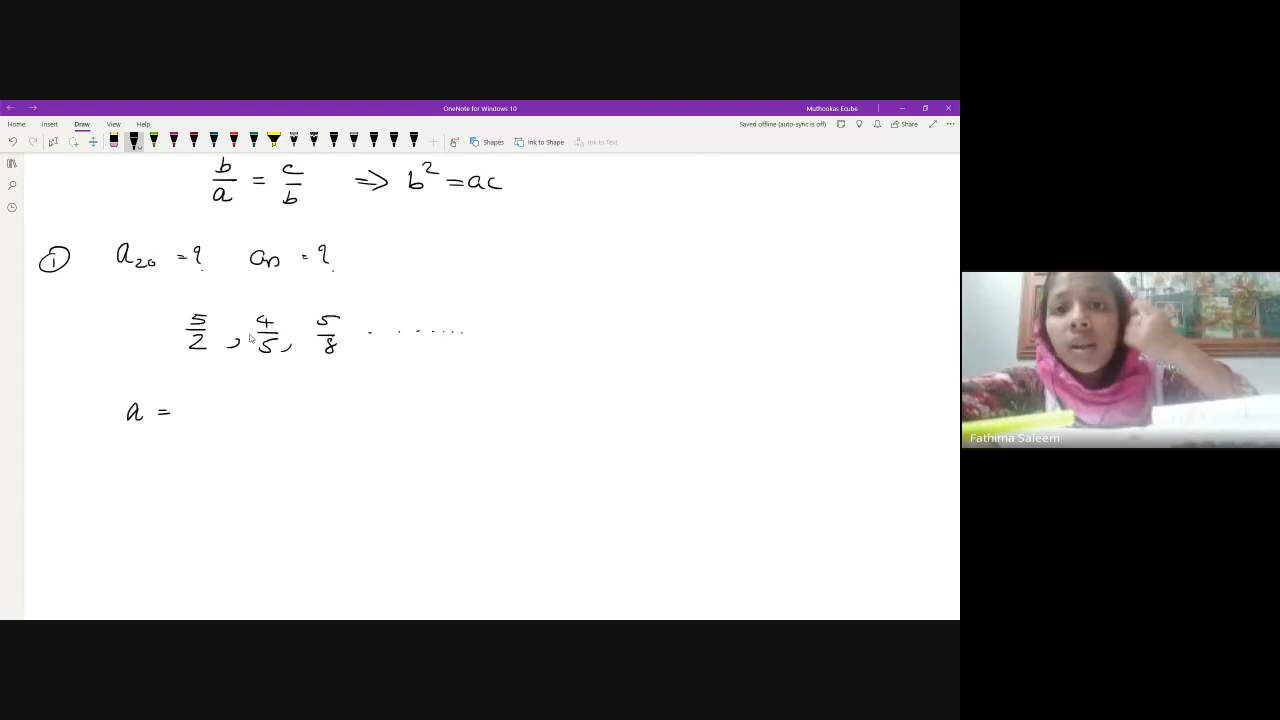 OneNote for Windows 10
Muthookas Ecube
Home Insert Draw View Help
Saved offline (auto-sync is off)
Share
Shapes
Ink to Shape
Ink to Text
b/a = c/b => b² = ac
① a₂₀ = ? an = ?
5/2, 4/5, 5/8 .......
a =
Fathima Saleem